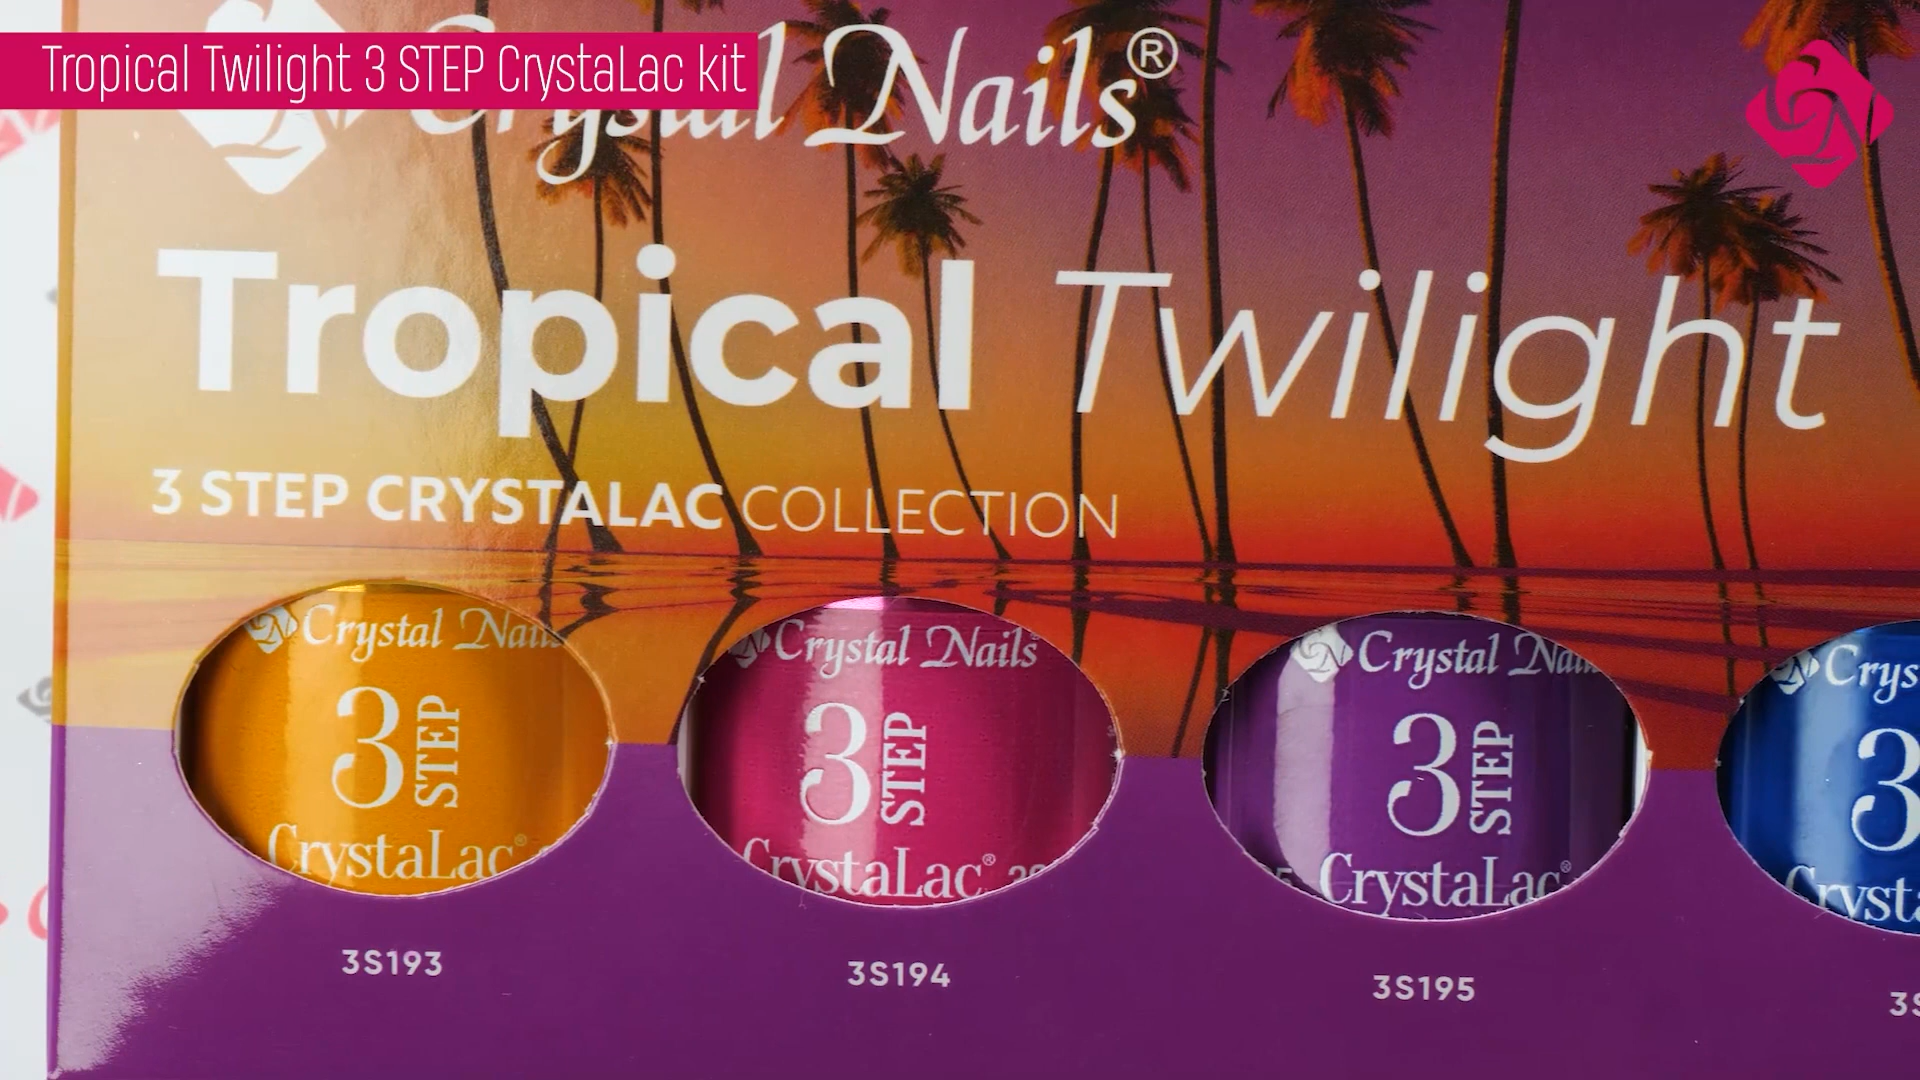 Tropical Twilight 3 STEP CrystaLac kit
Crystal Nails®
Tropical Twilight
3 STEP CRYSTALAC COLLECTION
Crystal Nails
3 STEP
CrystaLac®
3S193
Crystal Nails
3 STEP
CrystaLac®
3S194
Crystal Nails
3 STEP
CrystaLac®
3S195
3